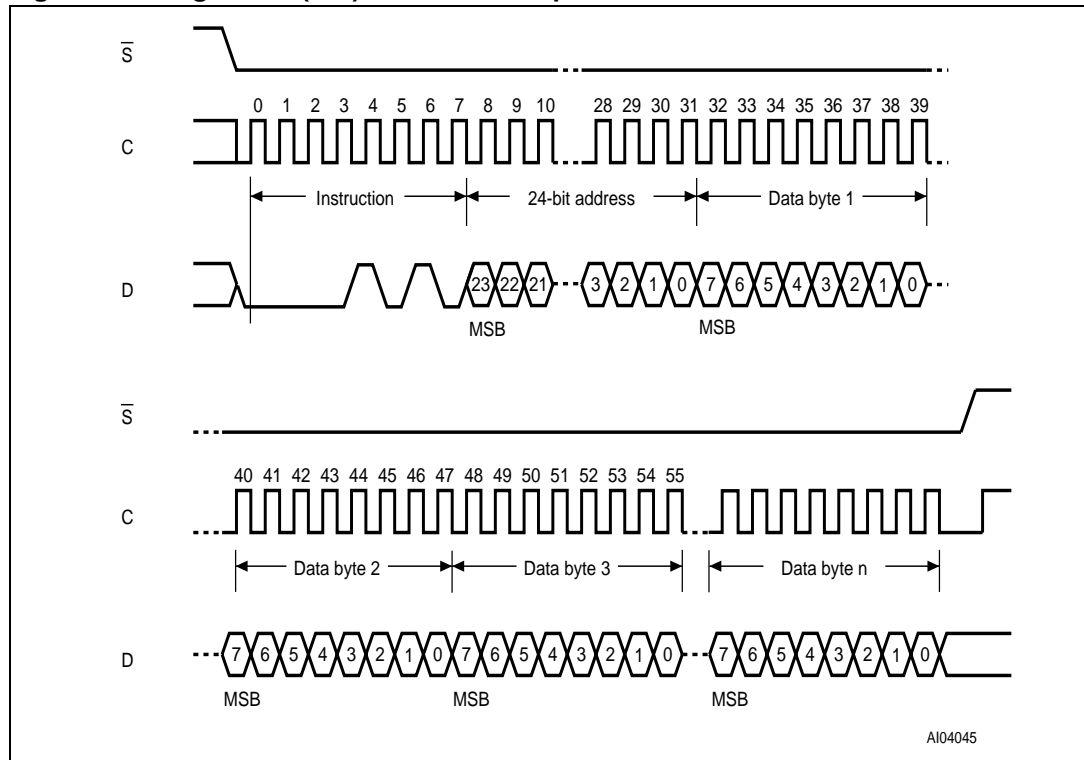 S
0 1 2 3 4 5 6 7 8 9 10 28 29 30 31 32 33 34 35 36 37 38 39
C
Instruction 24-bit address Data byte 1
D 23 22 21 3 2 1 0 7 6 5 4 3 2 1 0
MSB MSB
S
40 41 42 43 44 45 46 47 48 49 50 51 52 53 54 55
C
Data byte 2 Data byte 3 Data byte n
D 7 6 5 4 3 2 1 0 7 6 5 4 3 2 1 0 7 6 5 4 3 2 1 0
MSB MSB MSB
AI04045